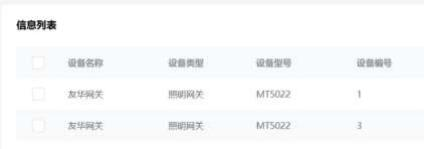 信息列表
设备名称 设备类型 设备型号 设备编号
友华网关 照明网关 MT5022 1
友华网关 照明网关 MT5022 3